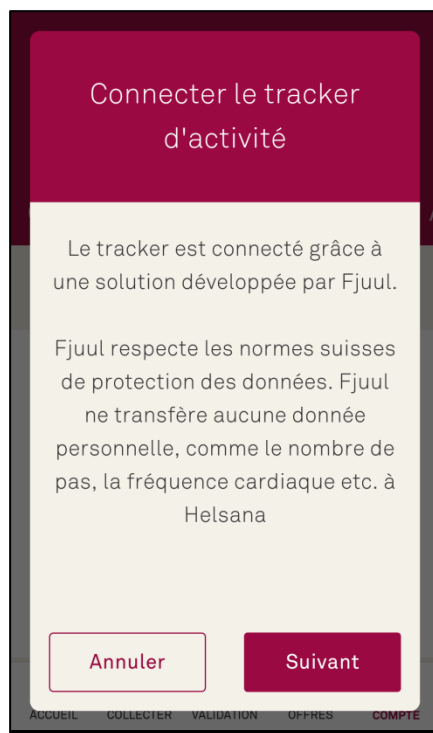 Connecter le tracker
d'activité
Le tracker est connecté grâce à
une solution développée par Fjuul.
Fjuul respecte les normes suisses
de protection des données. Fjuul
ne transfère aucune donnée
personnelle, comme le nombre de
pas, la fréquence cardiaque etc. à
Helsana
Annuler Suivant
ACCUEIL COLLECTER VALIDATION OFFRES COMPTE